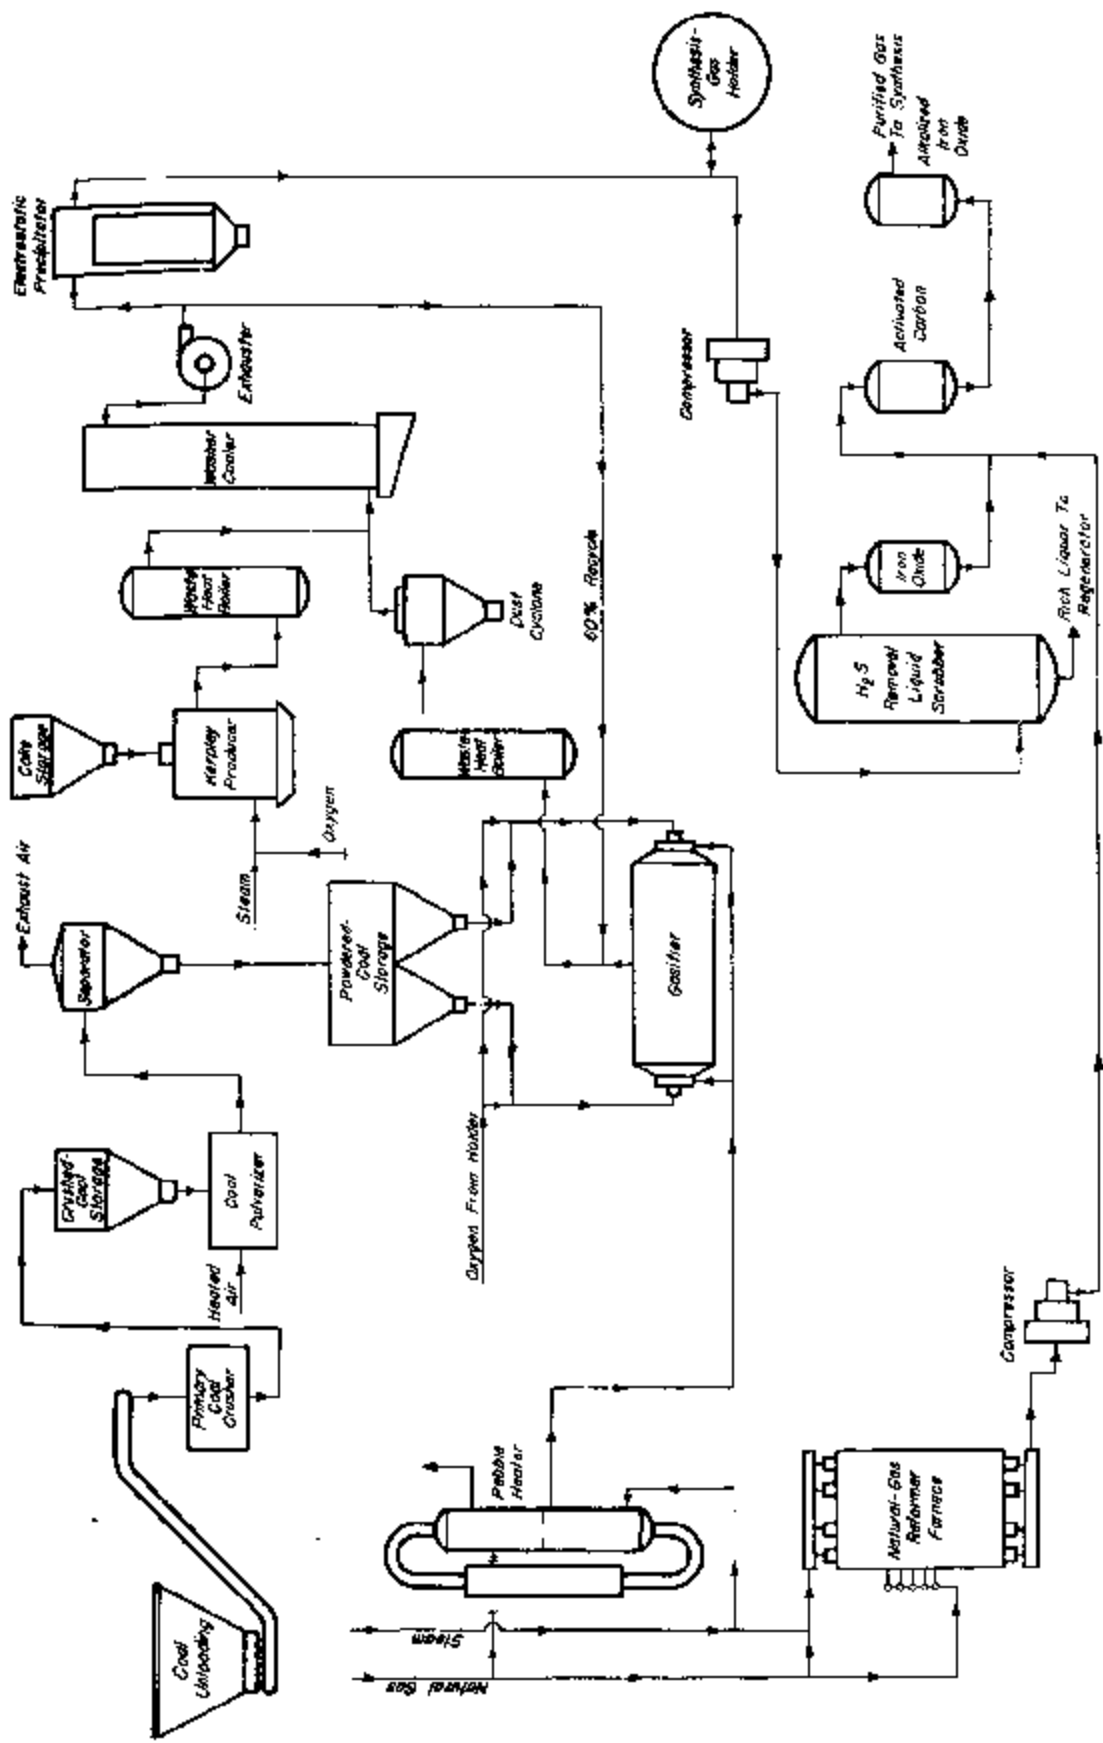 Coal
Unloading
Primary
Coal
Crusher
Crushed-
Coal
Storage
Heated
Air
Coal
Pulverizer
Separator
Exhaust Air
Powdered-
Coal
Storage
Coke
Storage
Kerpley
Producer
Steam
Oxygen
Waste
Heat
Boiler
Washer
Cooler
Exhauster
Electrostatic
Precipitator
Waste
Heat
Boiler
Dust
Cyclone
60% Recycle
Oxygen From Holder
Gasifier
Pebble
Heater
Steam
Natural Gas
Natural-Gas
Reformer
Furnace
Compressor
Synthesis-
Gas
Holder
Compressor
H2S
Removal
Liquid
Scrubber
Rich Liquor To
Regenerator
Iron
Oxide
Activated
Carbon
Purified Gas
To Synthesis
Alkalized
Iron
Oxide